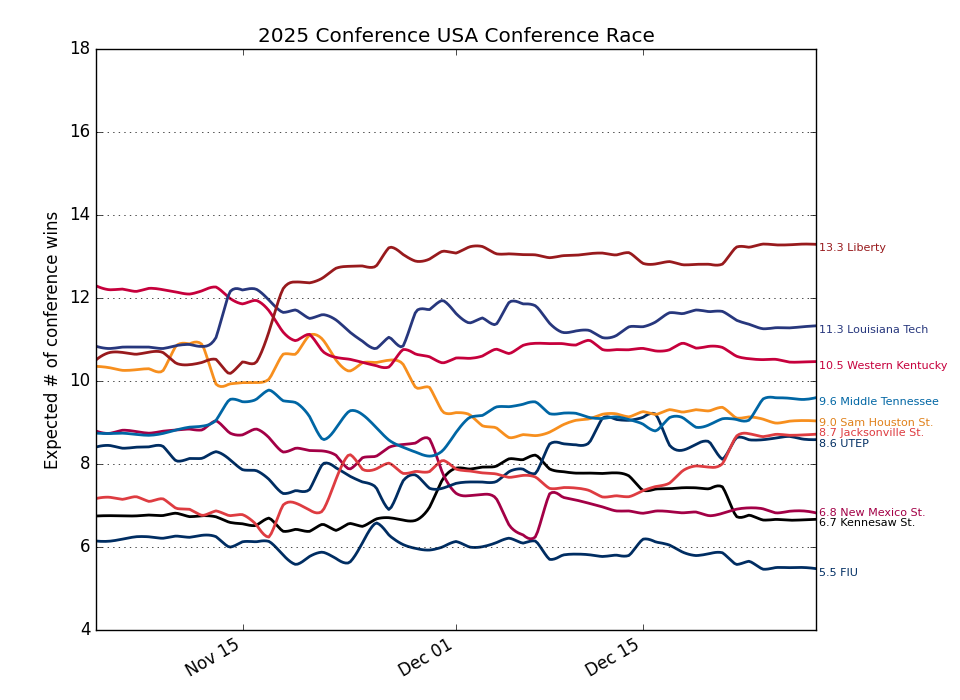 2025 Conference USA Conference Race
Expected # of conference wins
18
16
14
12
10
8
6
4
Nov 15
Dec 01
Dec 15
13.3 Liberty
11.3 Louisiana Tech
10.5 Western Kentucky
9.6 Middle Tennessee
9.0 Sam Houston St.
8.7 Jacksonville St.
8.6 UTEP
6.8 New Mexico St.
6.7 Kennesaw St.
5.5 FIU